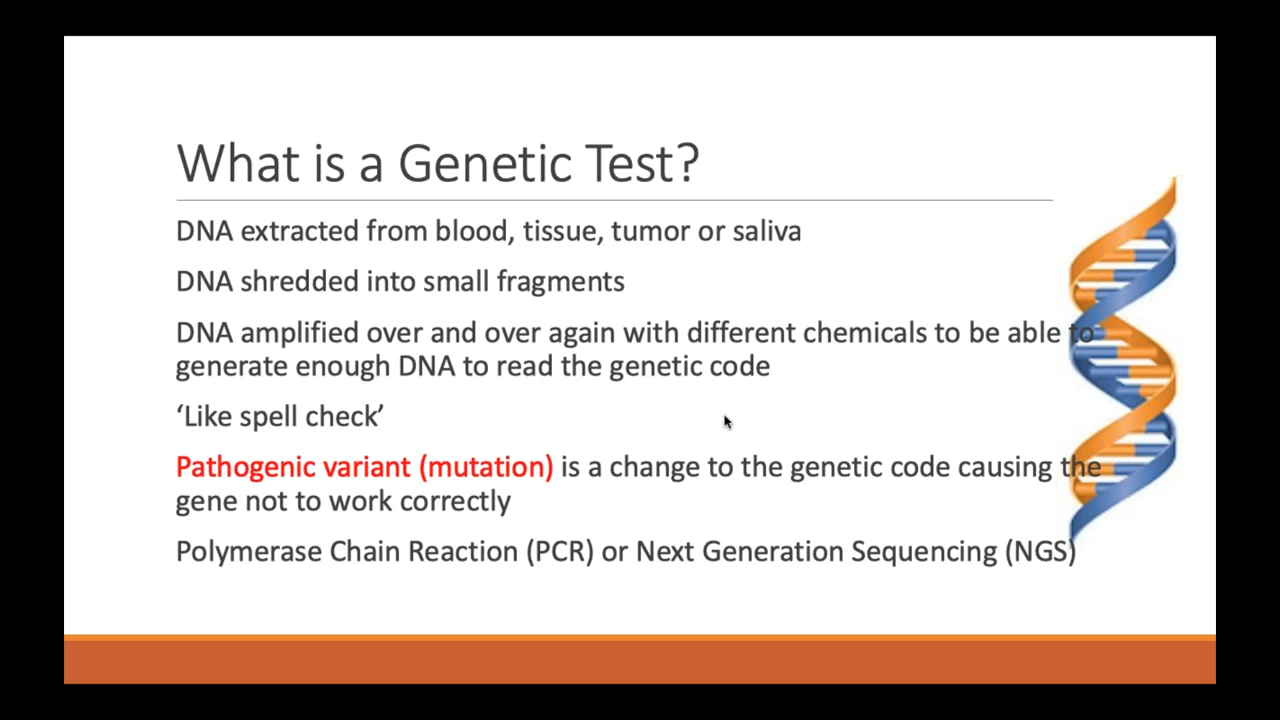 What is a Genetic Test?
DNA extracted from blood, tissue, tumor or saliva
DNA shredded into small fragments
DNA amplified over and over again with different chemicals to be able to
generate enough DNA to read the genetic code
‘Like spell check’
Pathogenic variant (mutation) is a change to the genetic code causing the
gene not to work correctly
Polymerase Chain Reaction (PCR) or Next Generation Sequencing (NGS)